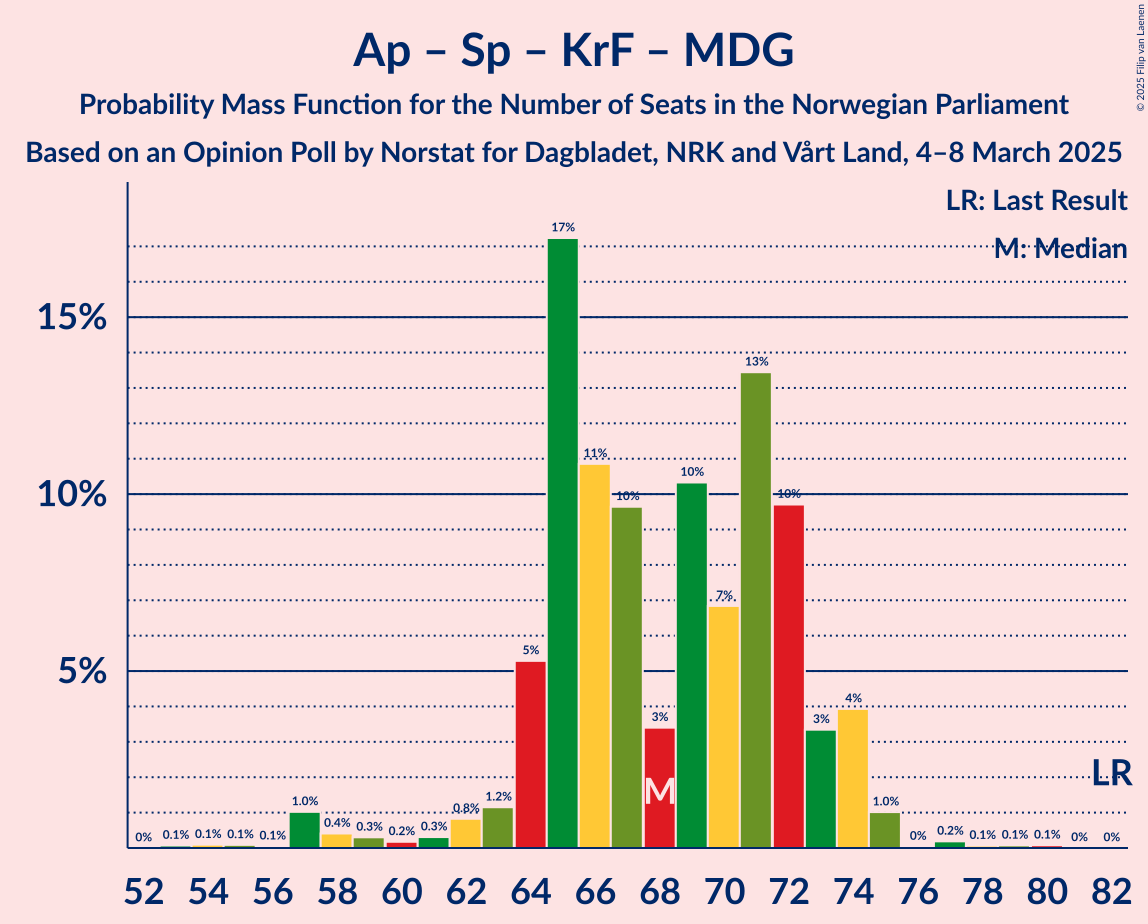 Ap – Sp – KrF – MDG
Probability Mass Function for the Number of Seats in the Norwegian Parliament
Based on an Opinion Poll by Norstat for Dagbladet, NRK and Vårt Land, 4–8 March 2025
© 2025 Filip van Laenen
LR: Last Result
M: Median
15%
10%
5%
0% 0.1% 0.1% 0.1% 0.1% 1.0% 0.4% 0.3% 0.2% 0.3% 0.8% 1.2% 5% 17% 11% 10% 3% 10% 7% 13% 10% 3% 4% 1.0% 0% 0.2% 0.1% 0.1% 0.1% 0% 0%
M
LR
52 54 56 58 60 62 64 66 68 70 72 74 76 78 80 82